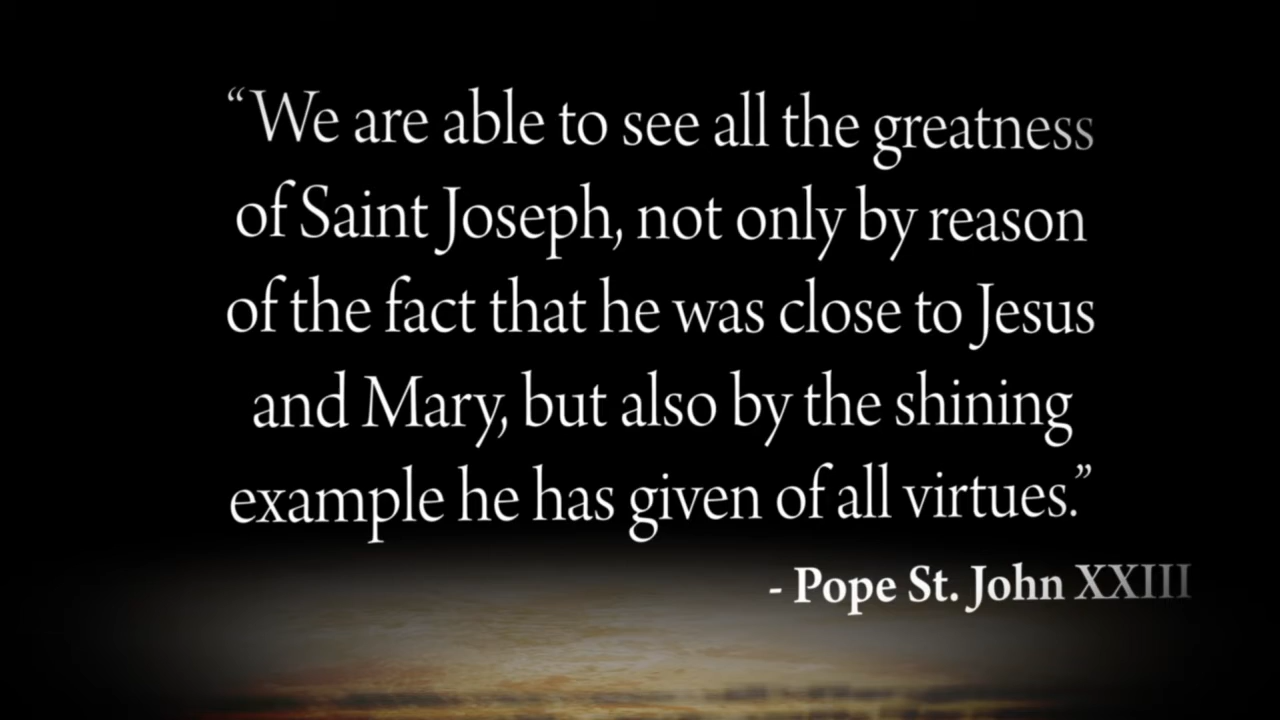 “We are able to see all the greatness
of Saint Joseph, not only by reason
of the fact that he was close to Jesus
and Mary, but also by the shining
example he has given of all virtues.”
- Pope St. John XXIII